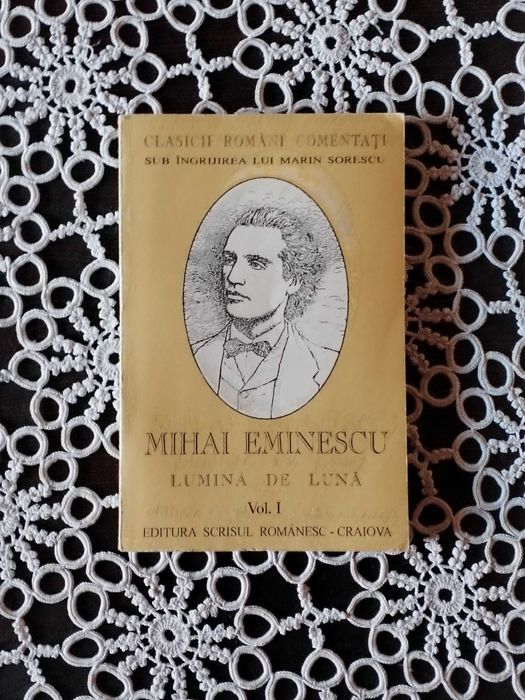 CLASICII ROMÂNI COMENTAȚI
SUB ÎNGRIJIREA LUI MARIN SORESCU
MIHAI EMINESCU
LUMINA DE LUNĂ
Vol. I
EDITURA SCRISUL ROMÂNESC - CRAIOVA